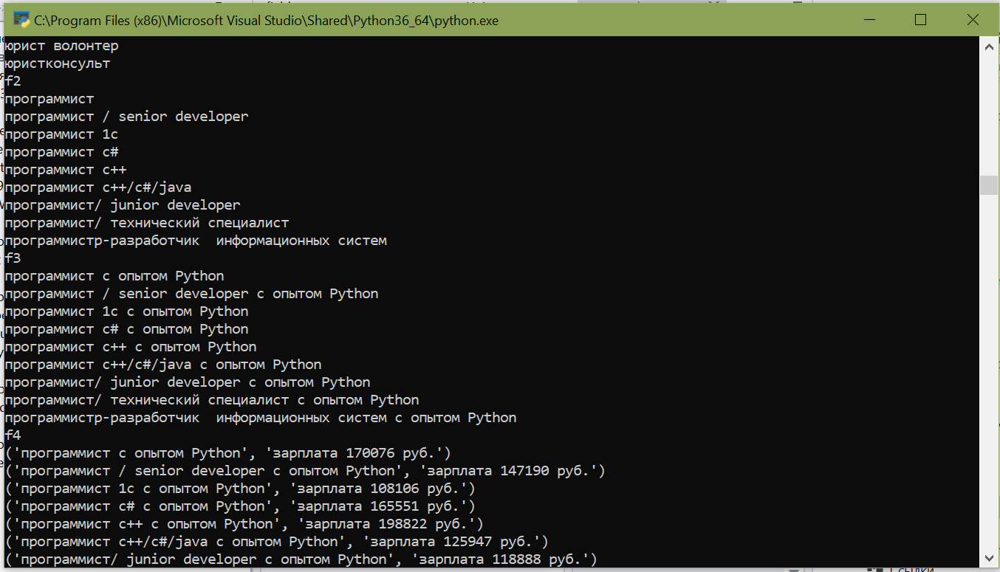 C:\Program Files (x86)\Microsoft Visual Studio\Shared\Python36_64\python.exe
юрист волонтер
юристконсульт
f2
программист
программист / senior developer
программист 1с
программист c#
программист c++
программист c++/c#/java
программист/ junior developer
программист/ технический специалист
программистр-разработчик  информационных систем
f3
программист с опытом Python
программист / senior developer с опытом Python
программист 1с с опытом Python
программист c# с опытом Python
программист c++ с опытом Python
программист c++/c#/java с опытом Python
программист/ junior developer с опытом Python
программист/ технический специалист с опытом Python
программистр-разработчик  информационных систем с опытом Python
f4
('программист с опытом Python', 'зарплата 170076 руб.')
('программист / senior developer с опытом Python', 'зарплата 147190 руб.')
('программист 1с с опытом Python', 'зарплата 108106 руб.')
('программист c# с опытом Python', 'зарплата 165551 руб.')
('программист c++ с опытом Python', 'зарплата 198822 руб.')
('программист c++/c#/java с опытом Python', 'зарплата 125947 руб.')
('программист/ junior developer с опытом Python', 'зарплата 118888 руб.')